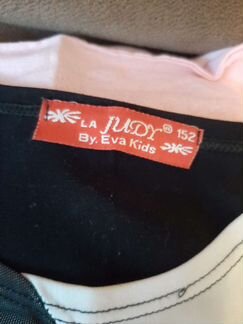 LA JUDY® 152
By. Eva Kids